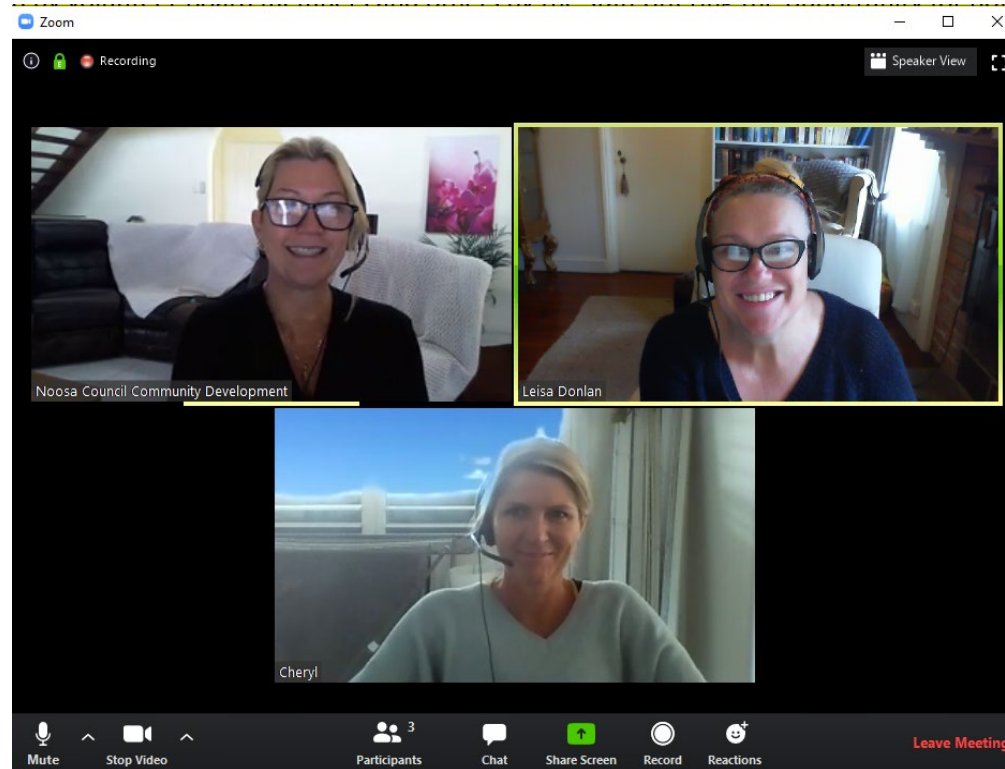 Zoom
Recording
Speaker View
Noosa Council Community Development
Leisa Donlan
Cheryl
3
Mute
Stop Video
Participants
Chat
Share Screen
Record
Reactions
Leave Meeting